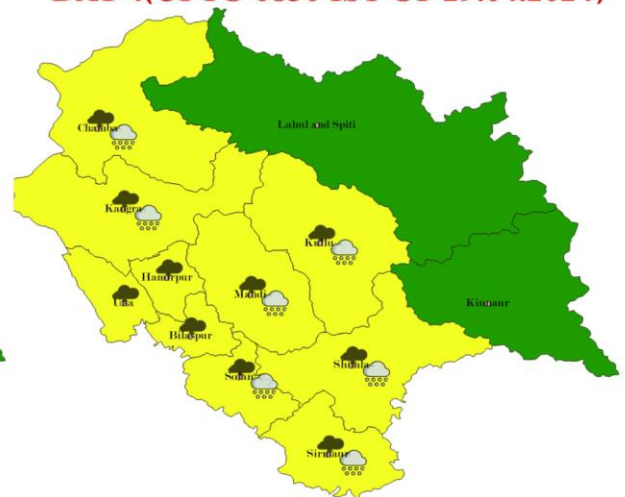 Lahul and Spiti
Chamba
Kangra
Kullu
Hamirpur
Mandi
Una
Kinnaur
Bilaspur
Shimla
Solan
Sirmaur